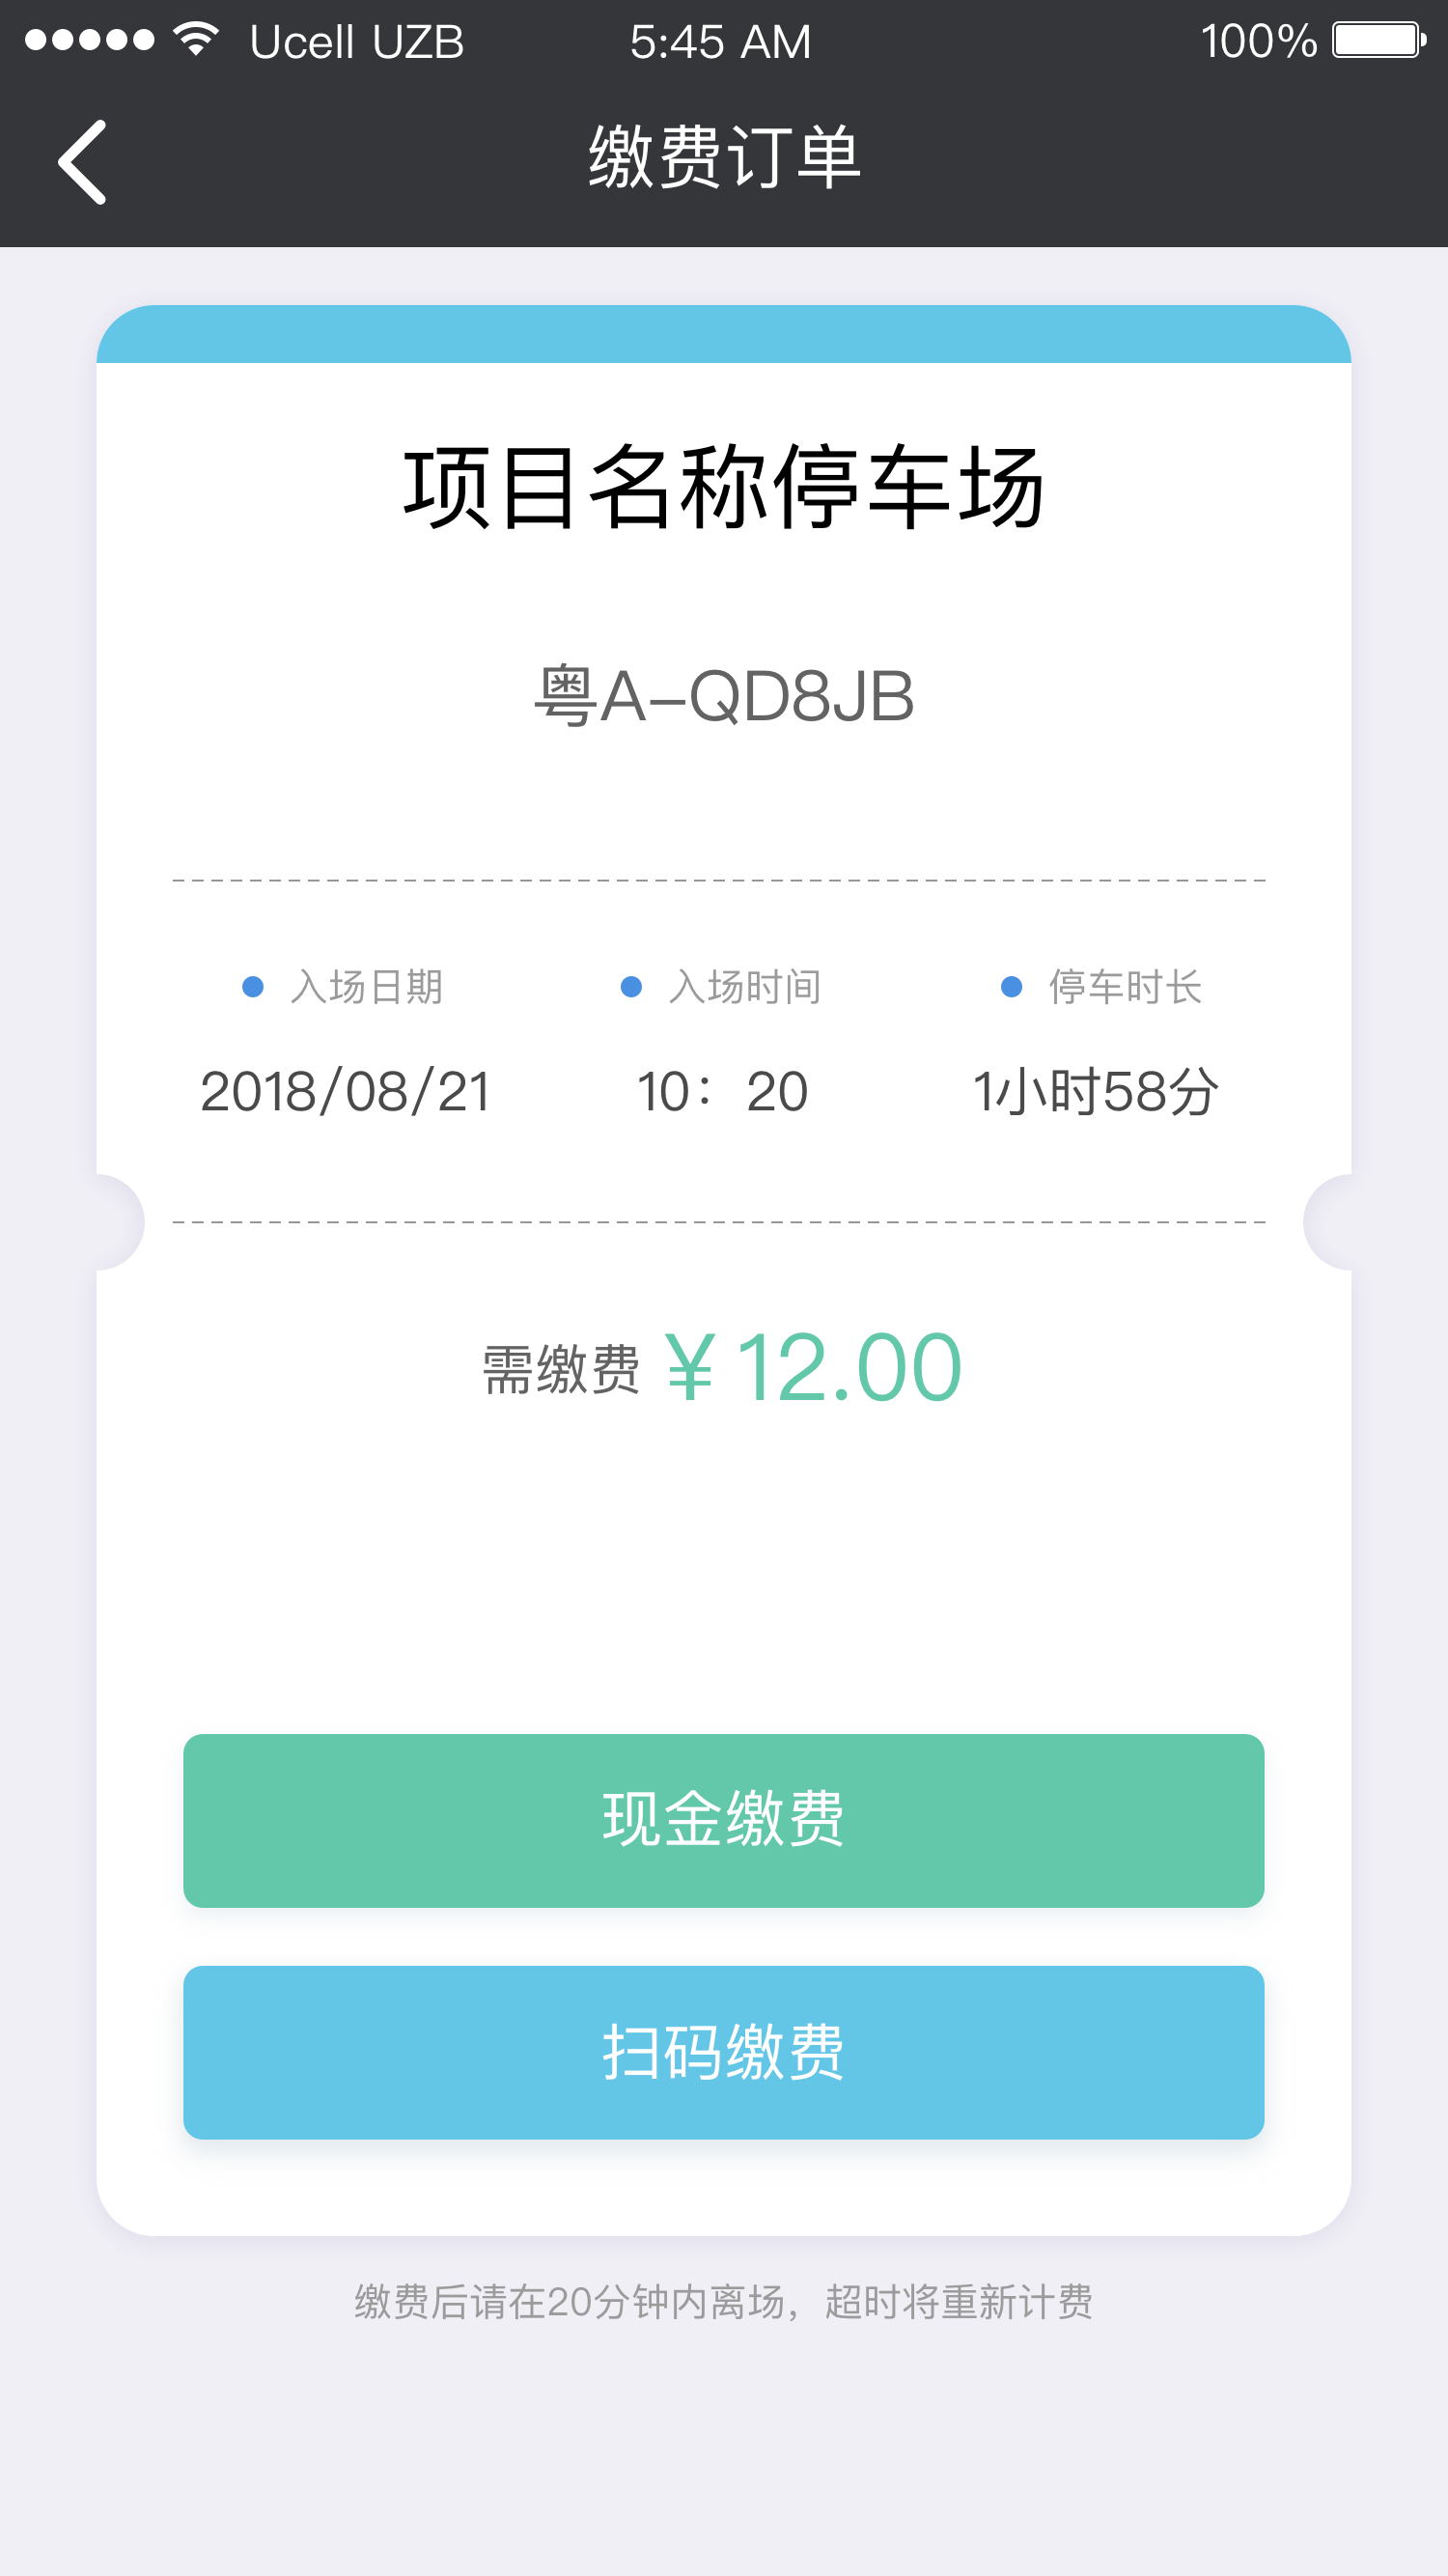 Ucell UZB 5:45 AM 100%
缴费订单
项目名称停车场
粤A-QD8JB
入场日期 入场时间 停车时长
2018/08/21 10：20 1小时58分
需缴费 ¥12.00
现金缴费
扫码缴费
缴费后请在20分钟内离场，超时将重新计费